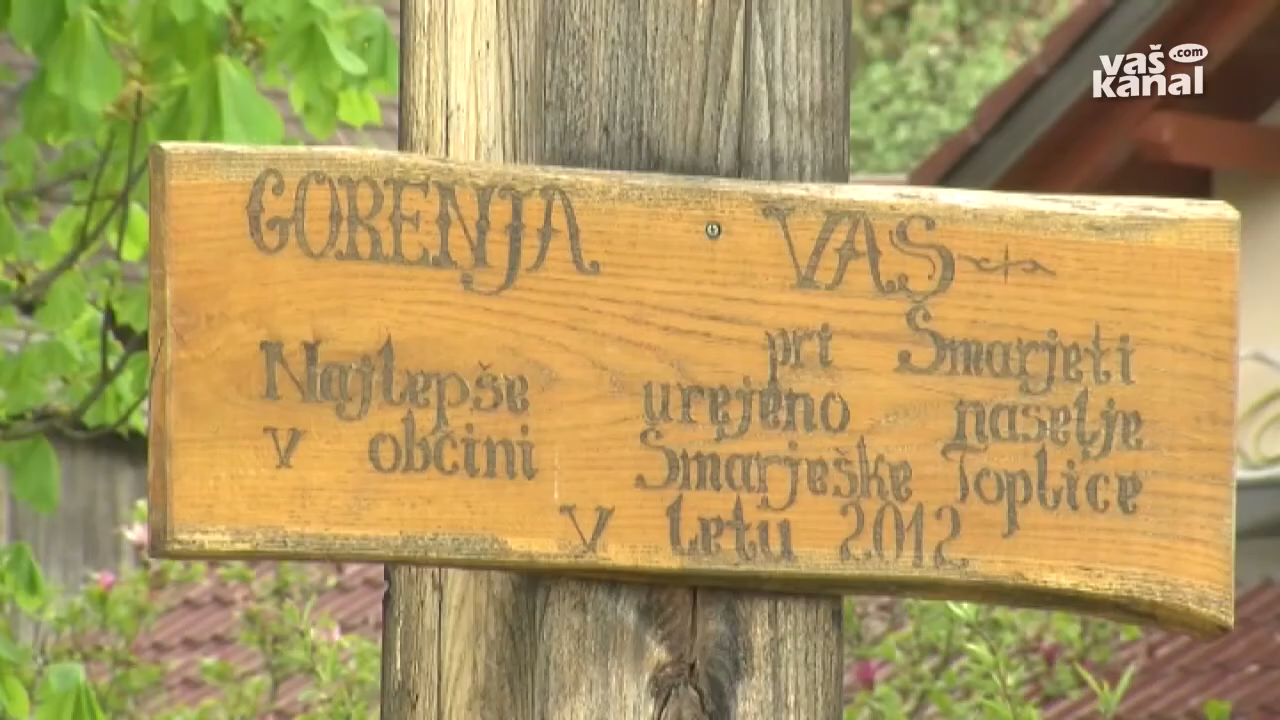 vaš .com
kanal
GORENJA VAS
pri Šmarjeti
Najlepše urejeno naselje
v občini Šmarješke Toplice
v letu 2012